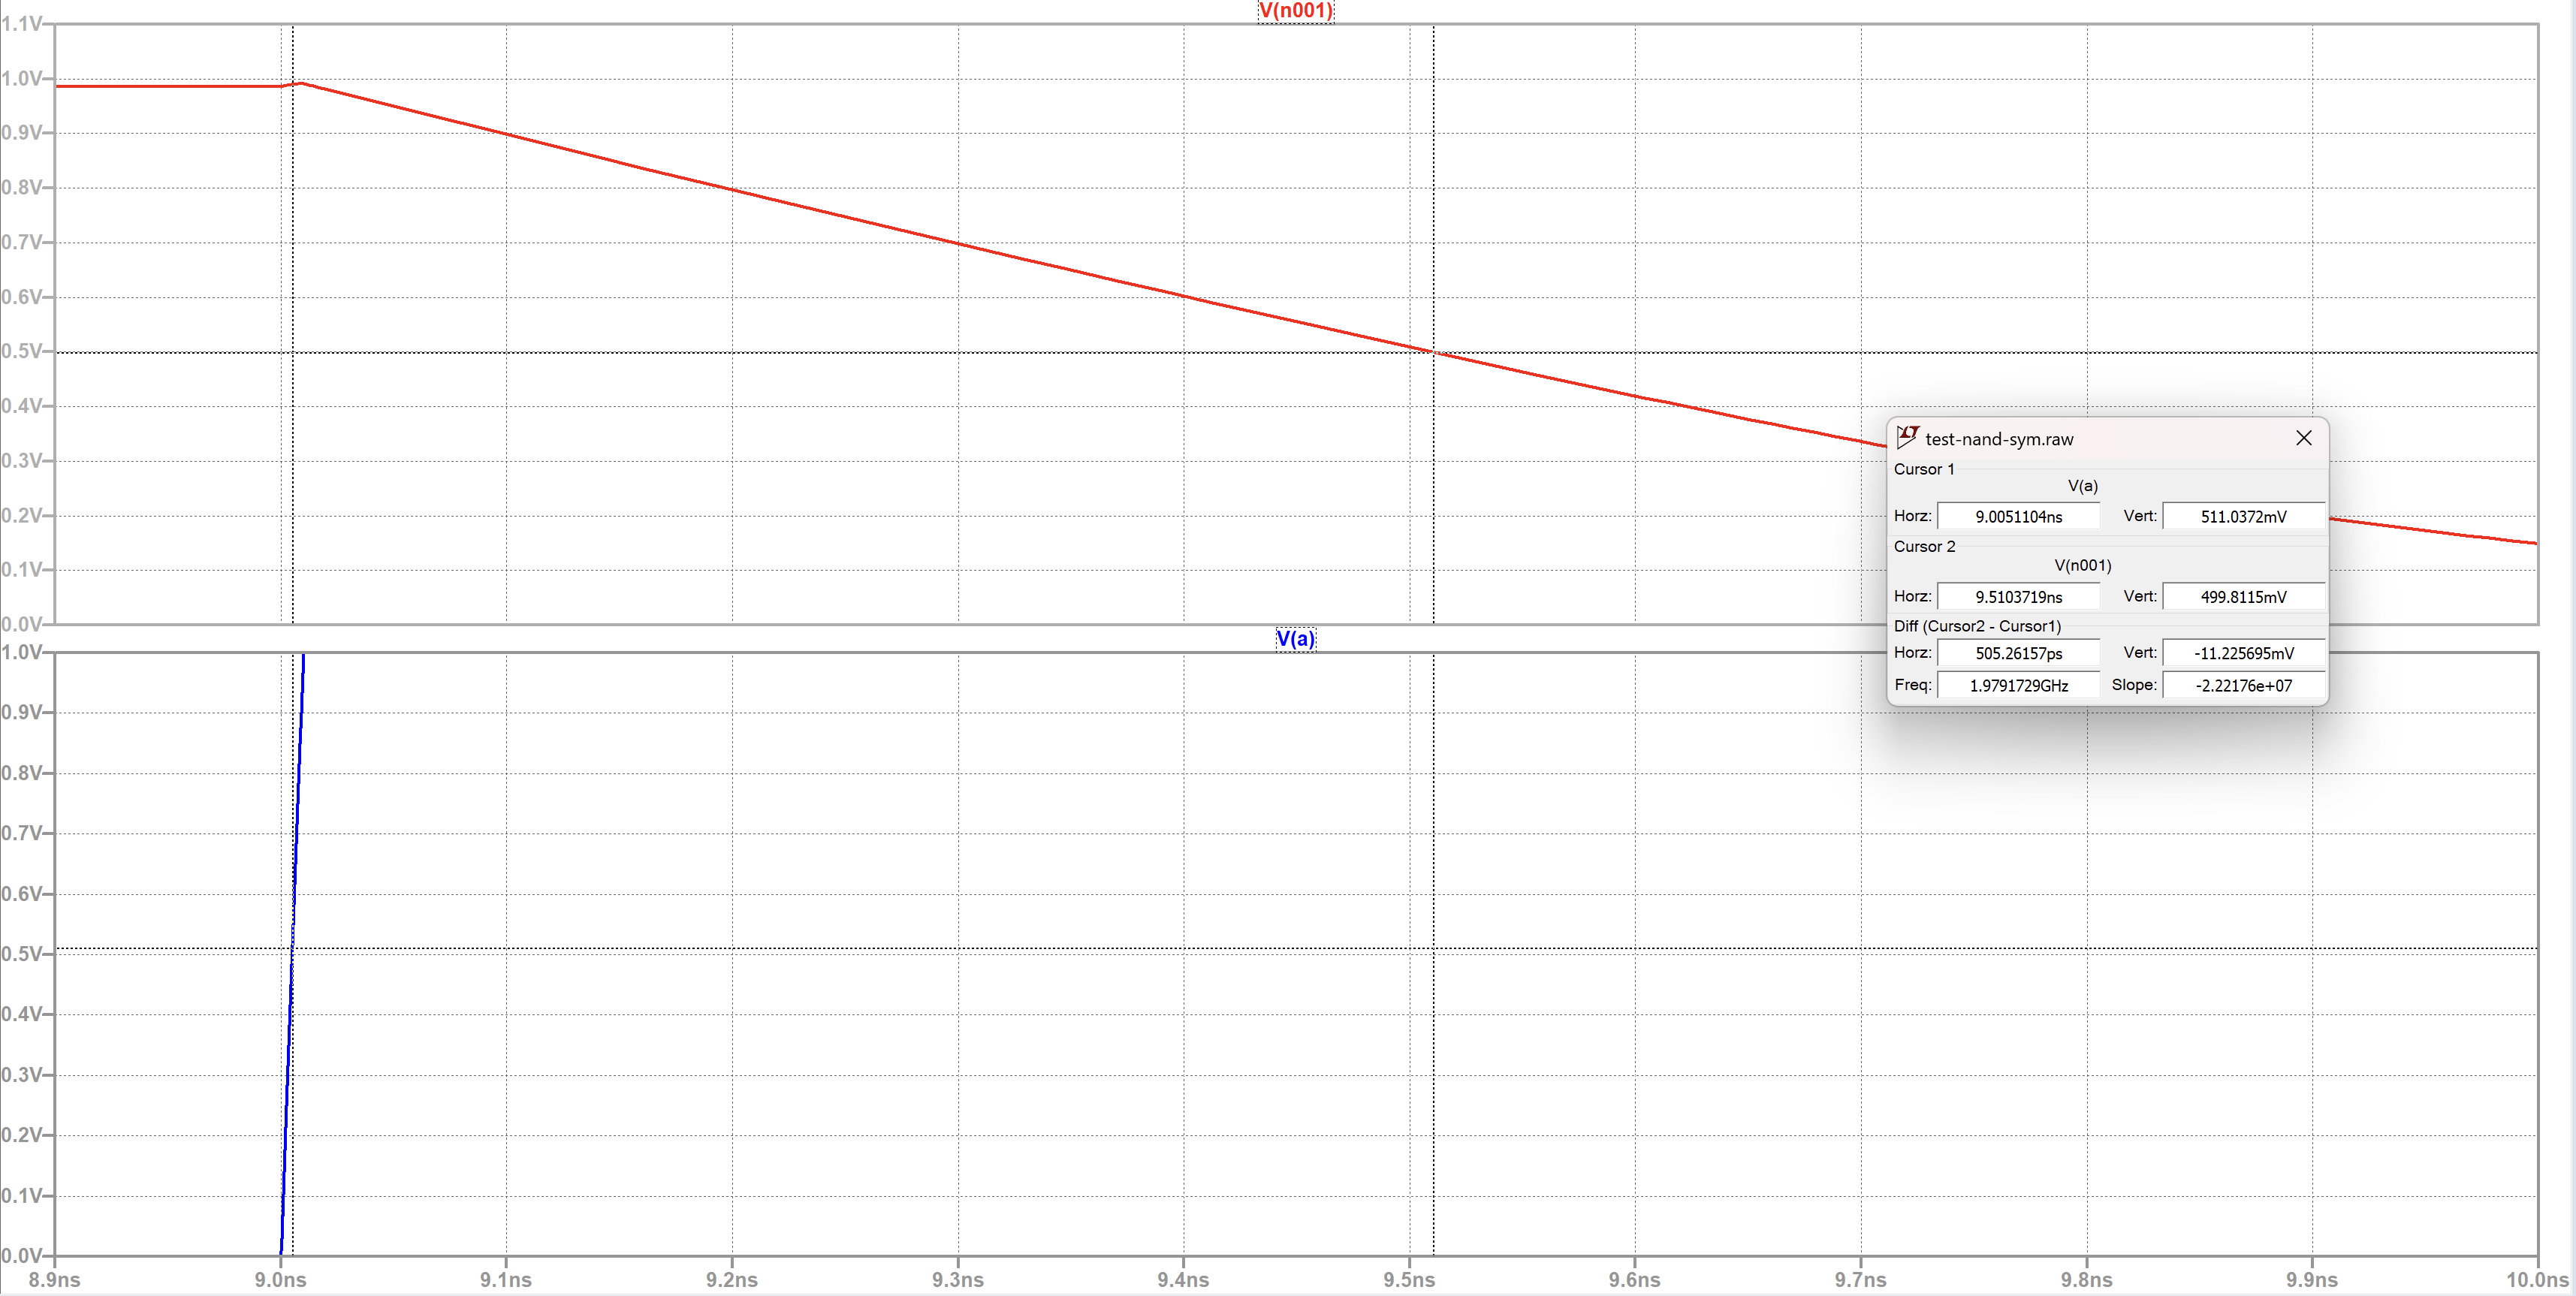 V(n001)
1.1V
1.0V
0.9V
0.8V
0.7V
0.6V
0.5V
0.4V
0.3V
0.2V
0.1V
0.0V
test-nand-sym.raw
Cursor 1
V(a)
Horz: 9.0051104ns Vert: 511.0372mV
Cursor 2
V(n001)
Horz: 9.5103719ns Vert: 499.8115mV
Diff (Cursor2 - Cursor1)
Horz: 505.26157ps Vert: -11.225695mV
Freq: 1.9791729GHz Slope: -2.22176e+07
V(a)
1.0V
0.9V
0.8V
0.7V
0.6V
0.5V
0.4V
0.3V
0.2V
0.1V
0.0V
8.9ns 9.0ns 9.1ns 9.2ns 9.3ns 9.4ns 9.5ns 9.6ns 9.7ns 9.8ns 9.9ns 10.0ns